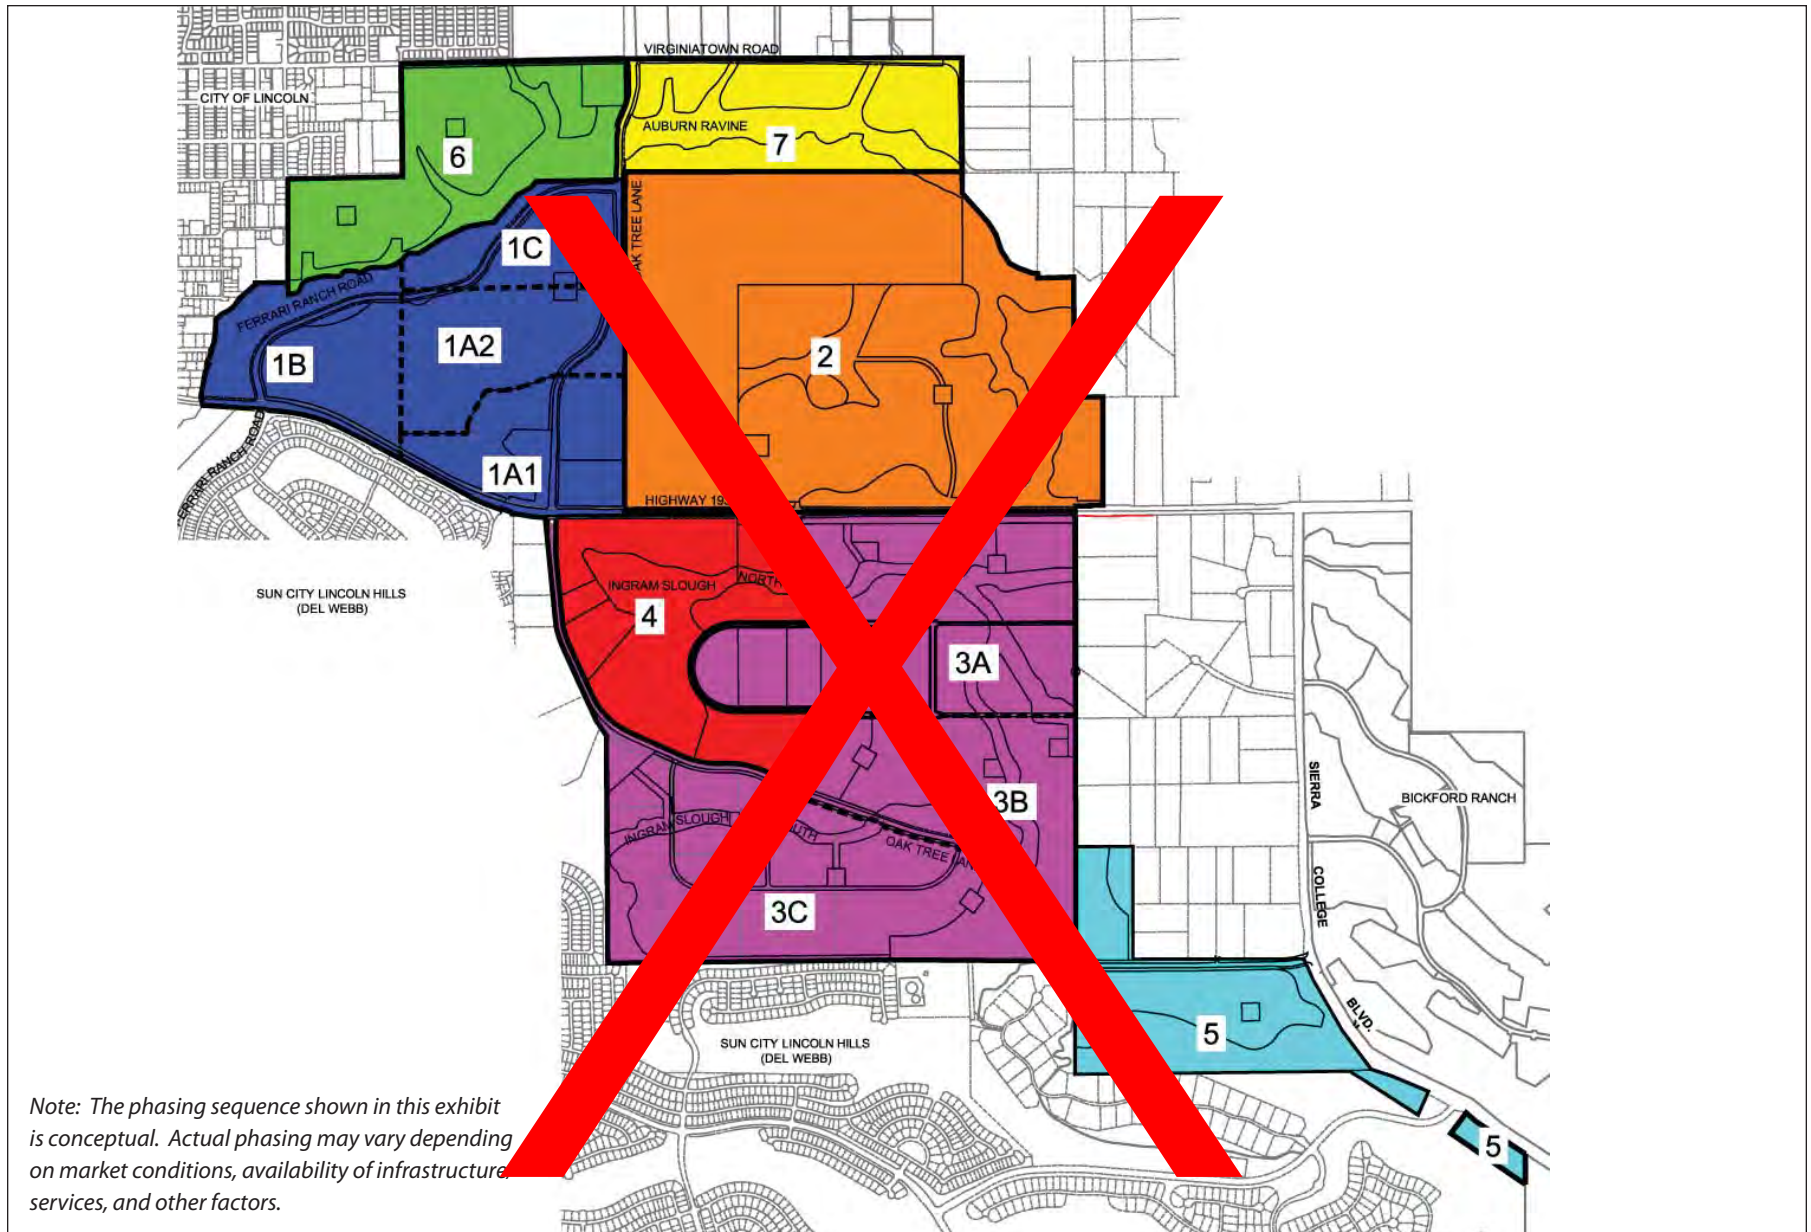 VIRGINIATOWN ROAD
CITY OF LINCOLN
AUBURN RAVINE
6
7
OAK TREE LANE
1C
FERRARI RANCH ROAD
1A2
1B
2
FERRARI RANCH ROAD
1A1
HIGHWAY 193
SUN CITY LINCOLN HILLS
(DEL WEBB)
INGRAM SLOUGH
NORTH
4
3A
SIERRA
BICKFORD RANCH
3B
INGRAM SLOUGH
SOUTH
OAK TREE LANE
COLLEGE
3C
BLVD.
5
SUN CITY LINCOLN HILLS
(DEL WEBB)
5
Note: The phasing sequence shown in this exhibit
is conceptual. Actual phasing may vary depending
on market conditions, availability of infrastructure,
services, and other factors.